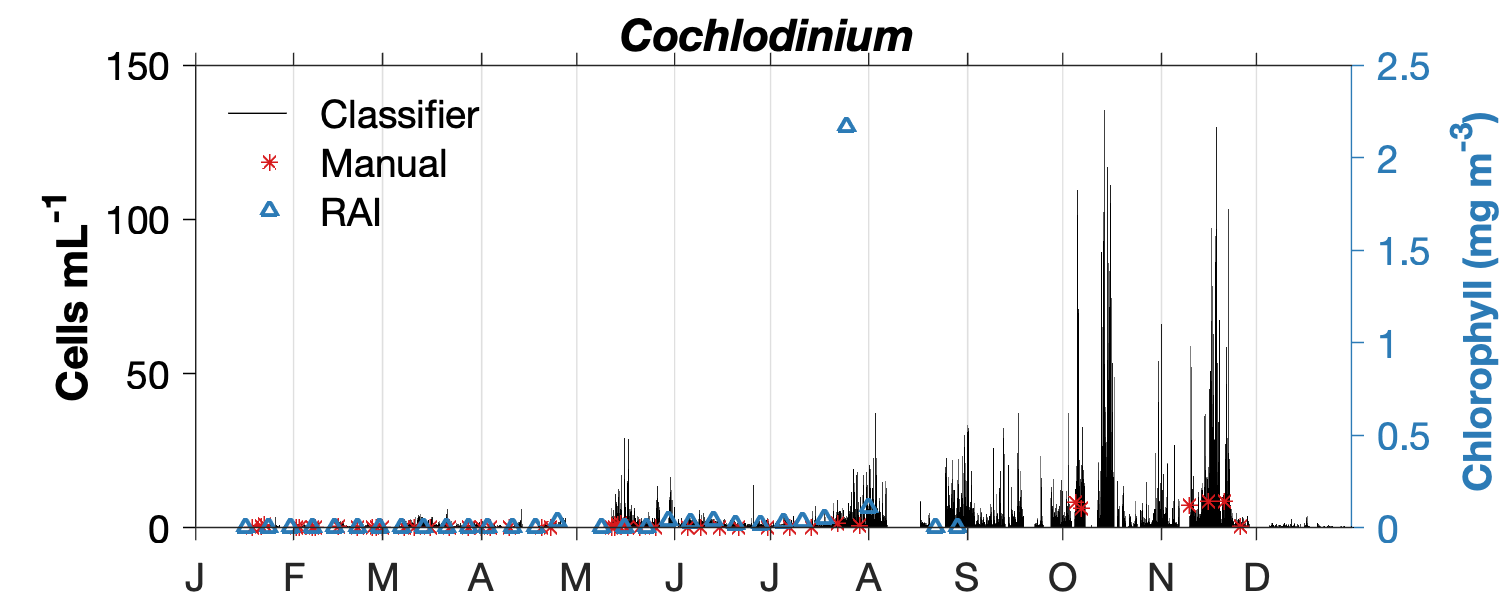 Cochlodinium
Cells mL-1
150
100
50
0
Classifier
Manual
RAI
2.5
2
1.5
1
0.5
0
Chlorophyll (mg m-3)
J F M A M J J A S O N D